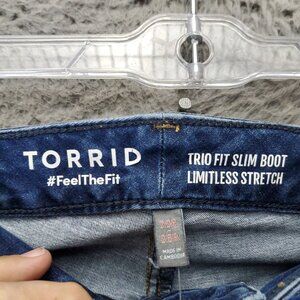 TORRID
#FeelTheFit
TRIO FIT SLIM BOOT
LIMITLESS STRETCH
MADE IN
CAMBODIA